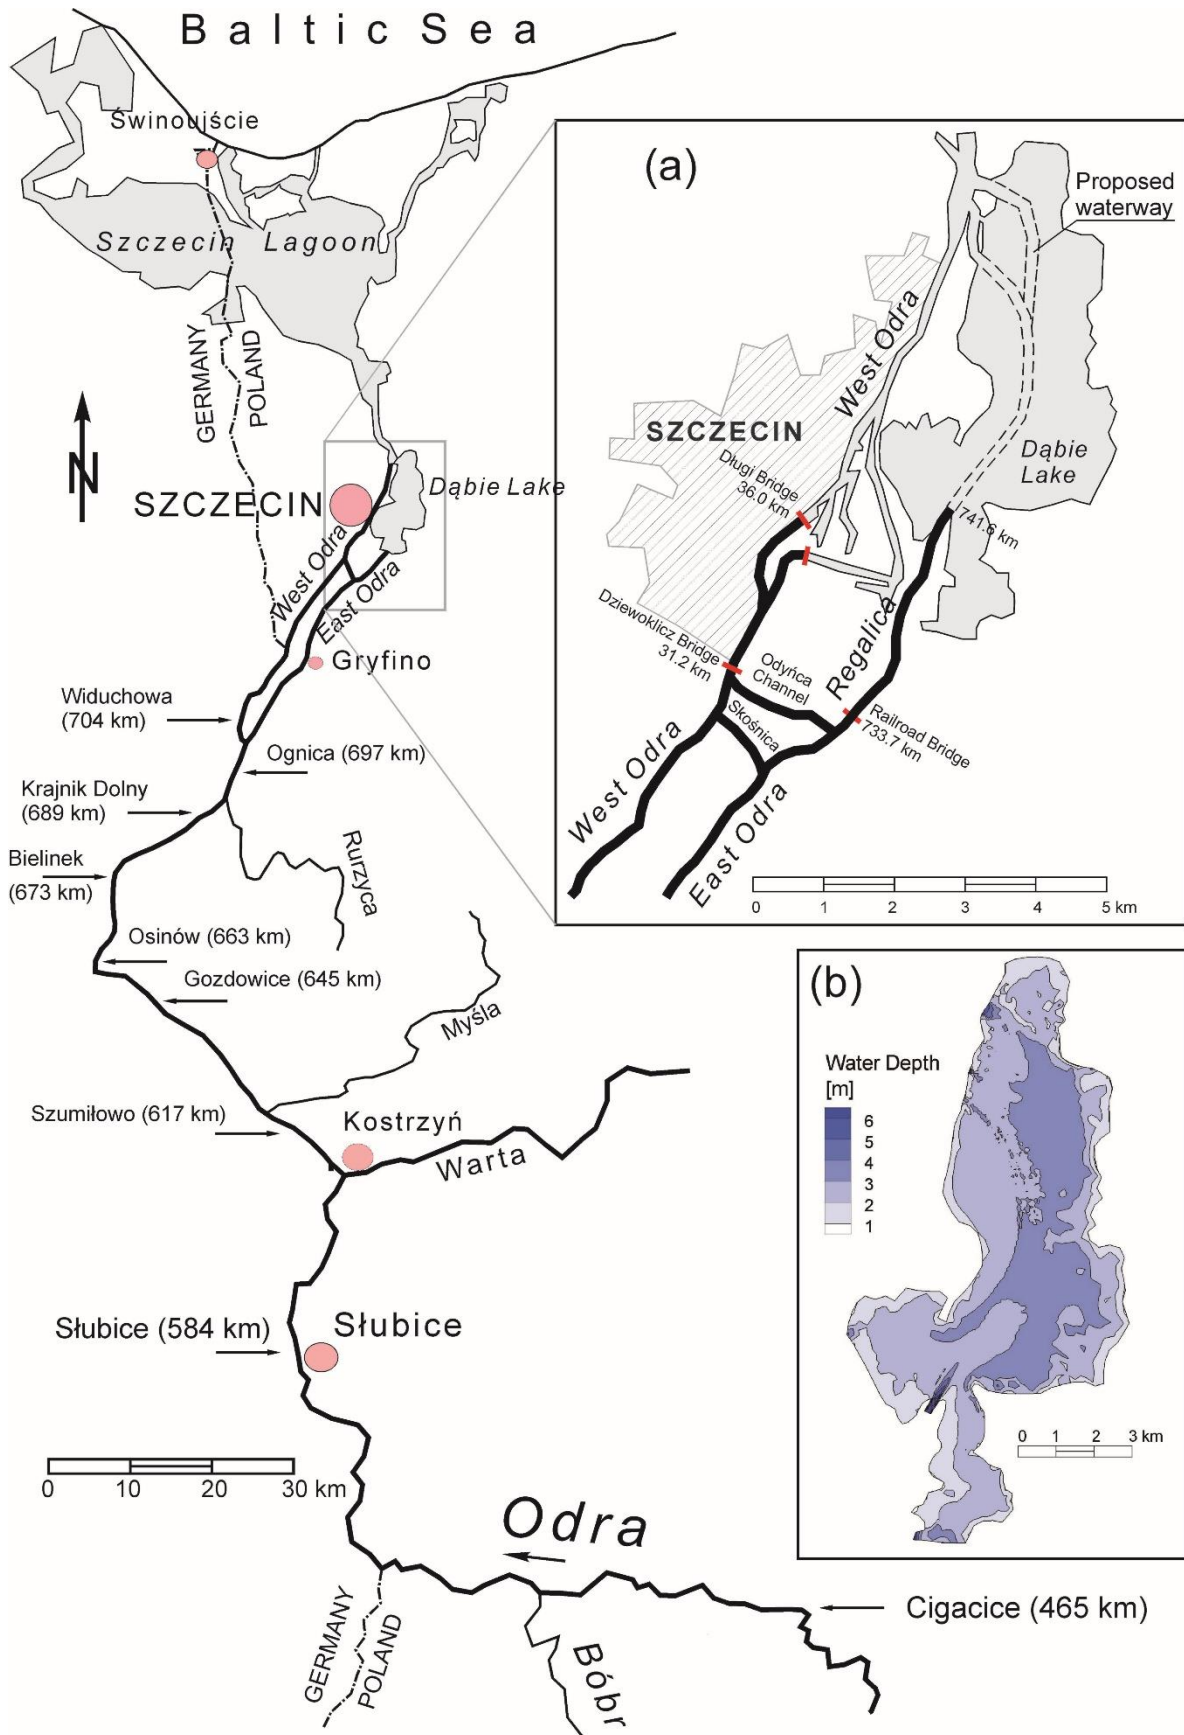 Baltic Sea
Świnoujście
Szczecin Lagoon
GERMANY
POLAND
N
SZCZECIN
Dąbie Lake
West Odra
East Odra
Gryfino
Widuchowa
(704 km)
Ognica (697 km)
Krajnik Dolny
(689 km)
Bielinek
(673 km)
Rurzyca
Osinów (663 km)
Gozdowice (645 km)
Myśla
Szumiłowo (617 km)
Kostrzyń
Warta
Słubice (584 km)
Słubice
0 10 20 30 km
Odra
Cigacice (465 km)
GERMANY
POLAND
Bóbr
(a)
Proposed
waterway
West Odra
SZCZECIN
Długi Bridge
36.0 km
Dąbie
Lake
741.6 km
Dziewoklicz Bridge
31.2 km
Odyńca
Channel
Regalica
Skośnica
Railroad Bridge
733.7 km
West Odra
East Odra
0 1 2 3 4 5 km
(b)
Water Depth
[m]
6
5
4
3
2
1
0 1 2 3 km